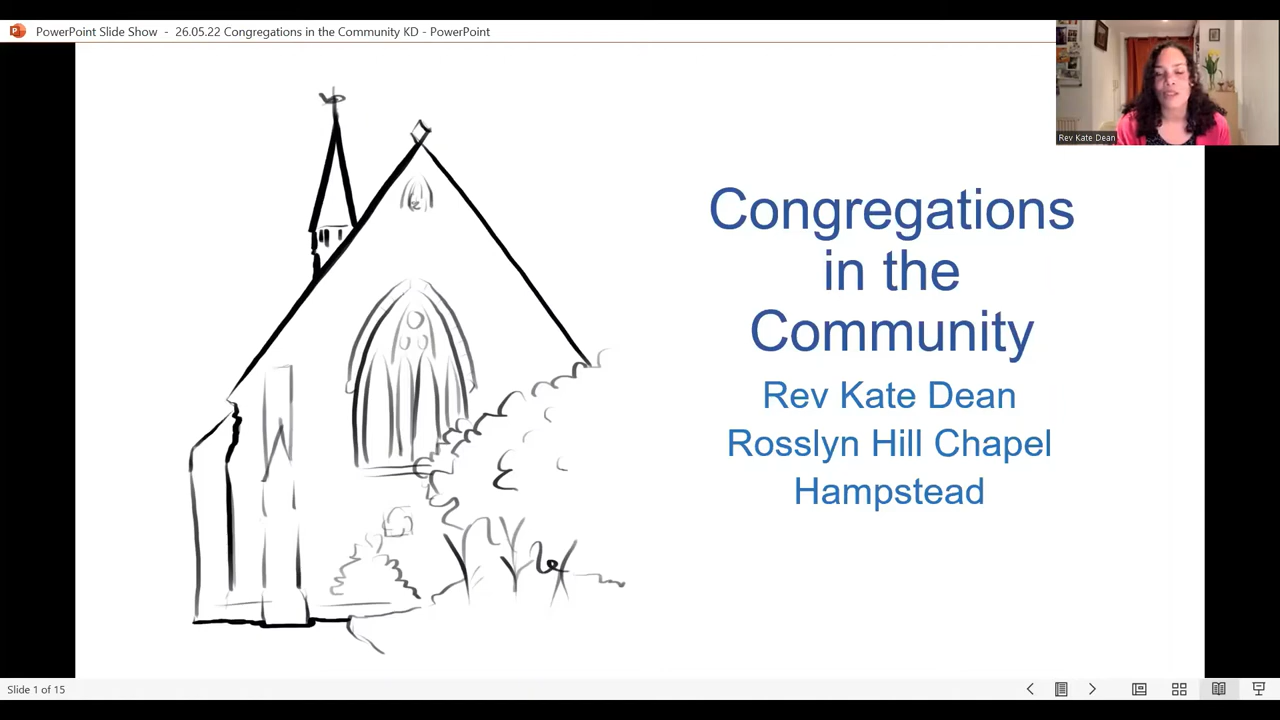 PowerPoint Slide Show - 26.05.22 Congregations in the Community KD - PowerPoint
Rev Kate Dean
Congregations
in the
Community
Rev Kate Dean
Rosslyn Hill Chapel
Hampstead
Slide 1 of 15